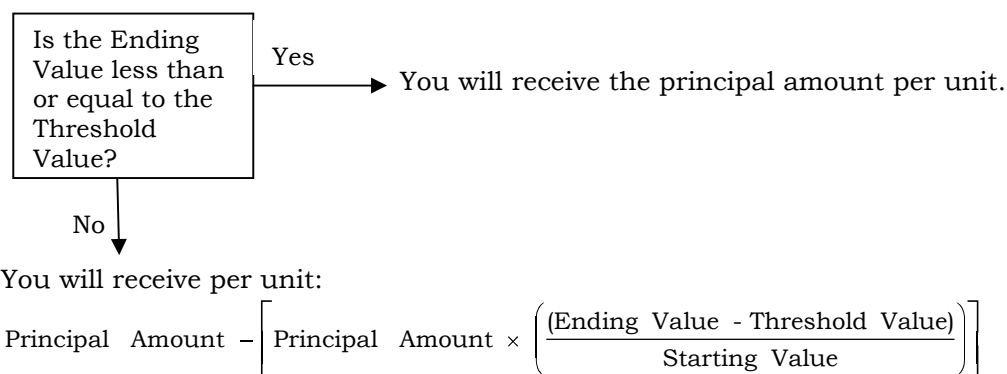 Is the Ending
Value less than
or equal to the
Threshold
Value?
Yes
You will receive the principal amount per unit.
No
You will receive per unit:
Principal Amount – [Principal Amount × ((Ending Value - Threshold Value) / Starting Value)]